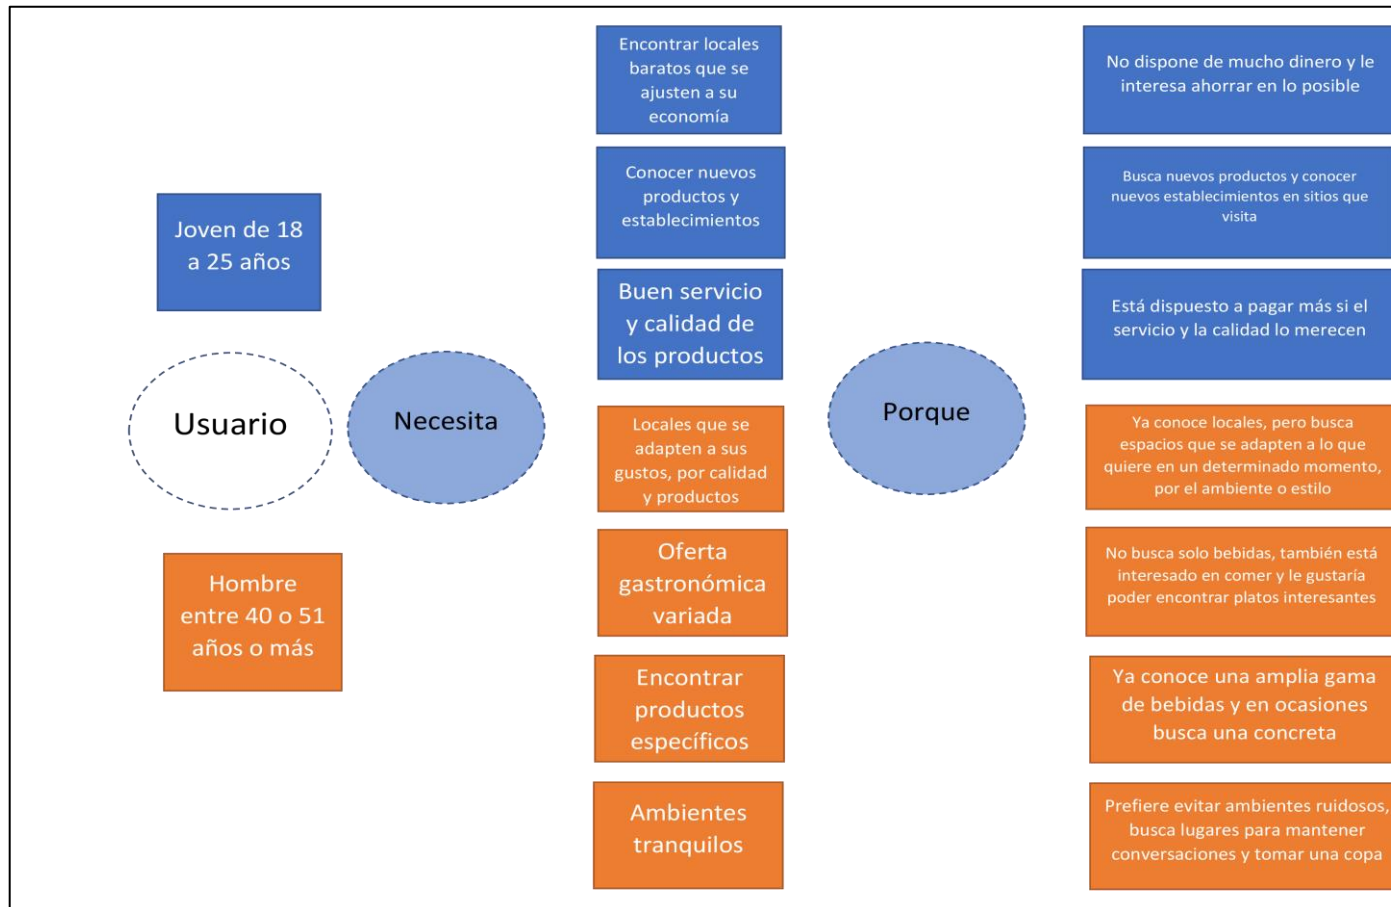 Joven de 18
a 25 años
Usuario
Hombre
entre 40 o 51
años o más
Necesita
Encontrar locales
baratos que se
ajusten a su
economía
Conocer nuevos
productos y
establecimientos
Buen servicio
y calidad de
los productos
Locales que se
adapten a sus
gustos, por calidad
y productos
Oferta
gastronómica
variada
Encontrar
productos
específicos
Ambientes
tranquilos
Porque
No dispone de mucho dinero y le
interesa ahorrar en lo posible
Busca nuevos productos y conocer
nuevos establecimientos en sitios que
visita
Está dispuesto a pagar más si el
servicio y la calidad lo merecen
Ya conoce locales, pero busca
espacios que se adapten a lo que
quiere en un determinado momento,
por el ambiente o estilo
No busca solo bebidas, también está
interesado en comer y le gustaría
poder encontrar platos interesantes
Ya conoce una amplia gama
de bebidas y en ocasiones
busca una concreta
Prefiere evitar ambientes ruidosos,
busca lugares para mantener
conversaciones y tomar una copa